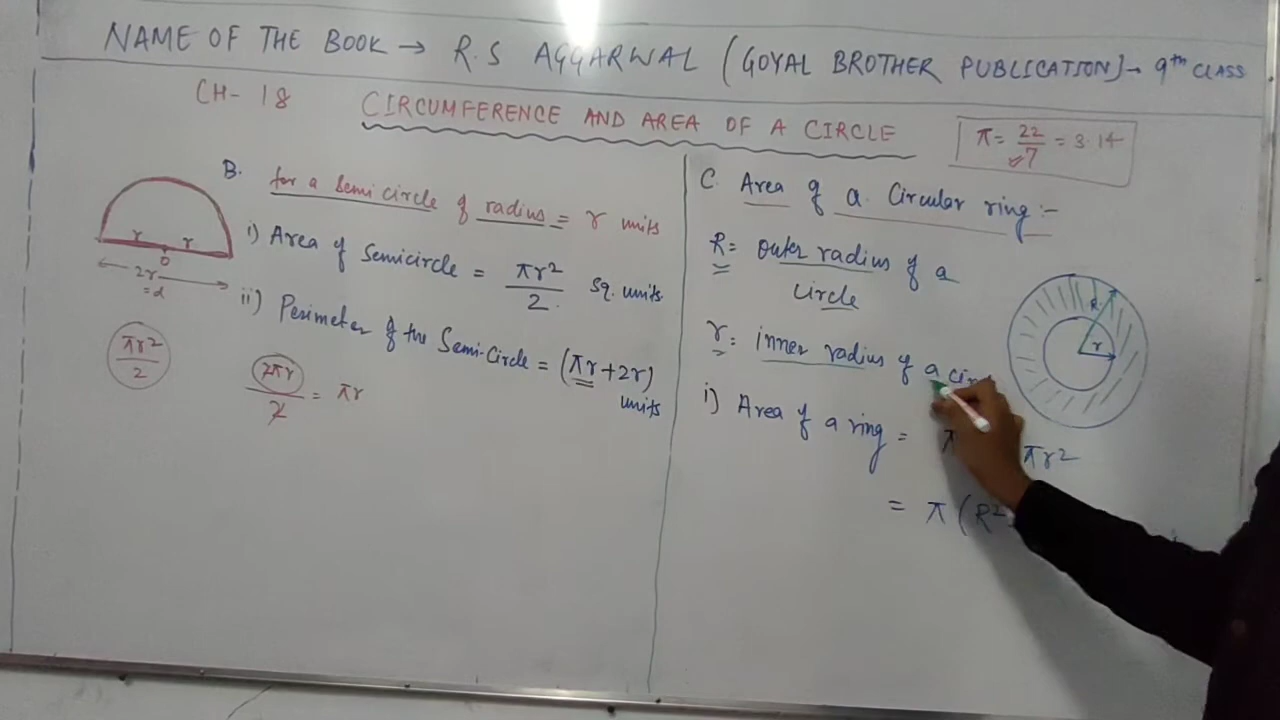 NAME OF THE BOOK → R.S AGGARWAL (GOYAL BROTHER PUBLICATION) → 9th CLASS
CH- 18 CIRCUMFERENCE AND AREA OF A CIRCLE
π = 22/7 = 3.14
B. for a semicircle of radius = r units
i) Area of semicircle = πr²/2 sq. units
ii) Perimeter of the Semi-Circle = (πr + 2r)
units
r r
O
2r
= d
πr²/2
2πr/2 = πr
C. Area of a Circular ring :-
R = outer radius of a
circle
r = inner radius of a
R
r
i) Area of a ring = π πr²
= π (R²